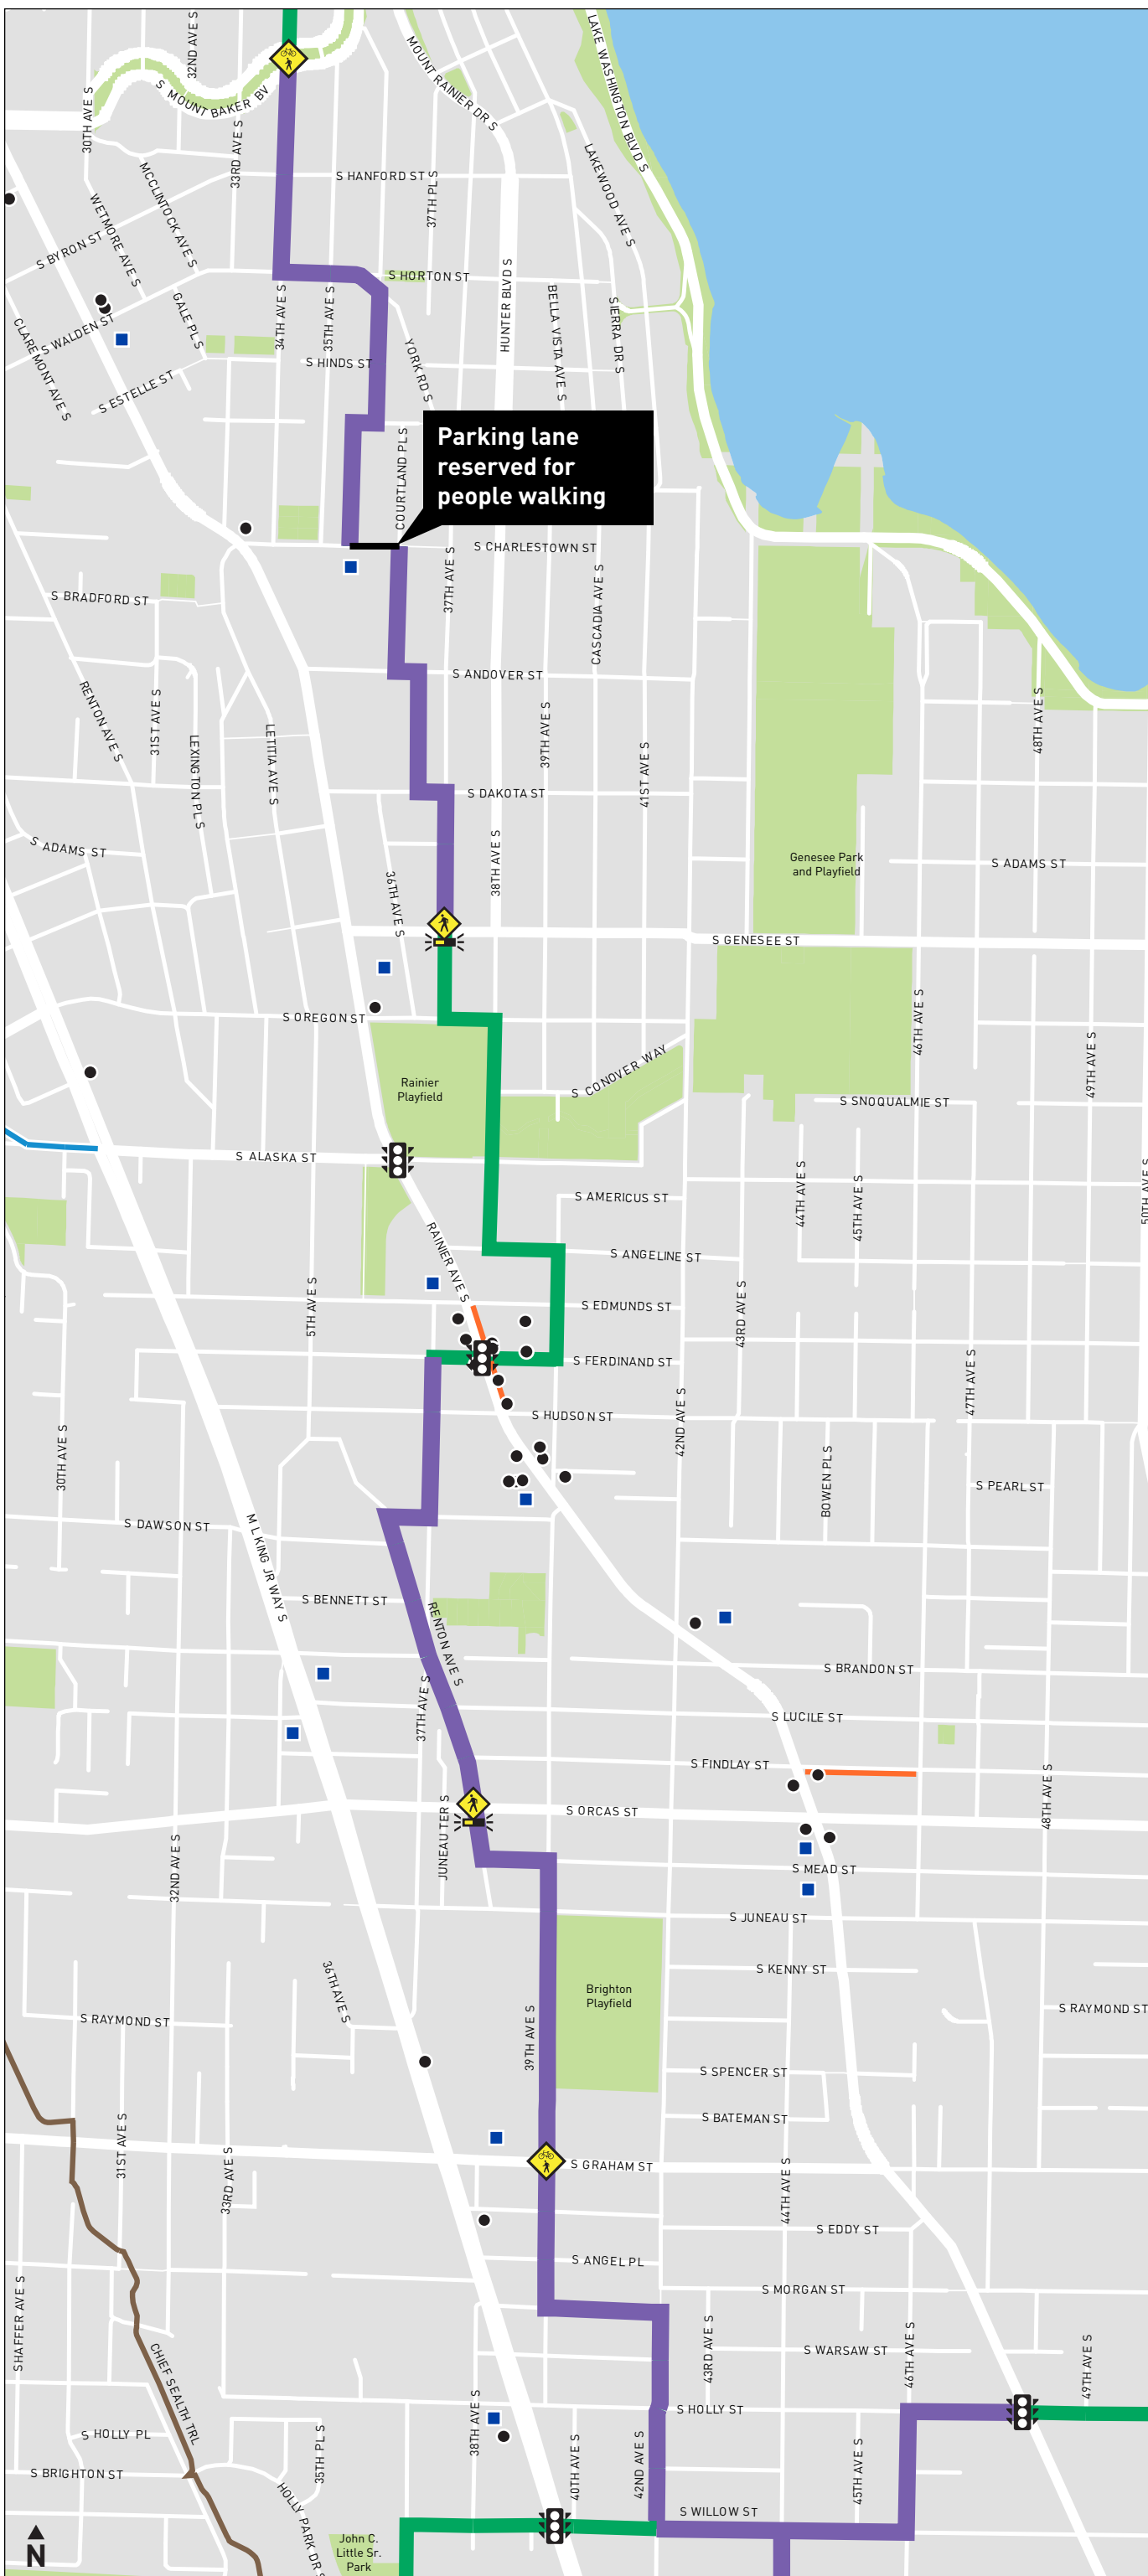 32ND AVE S
MOUNT RAINIER DR S
LAKE WASHINGTON BLVD S
S MOUNT BAKER BV
30TH AVE S
33RD AVE S
MCCLINTOCK AVE S
LAKEWOOD AVE S
S HANFORD ST
37TH PL S
WETMORE AVE S
S BYRON ST
S HORTON ST
HUNTER BLVD S
34TH AVE S
35TH AVE S
GALE PL S
BELLA VISTA AVE S
SIERRA DR S
S WALDEN ST
CLAREMONT AVE S
S HINDS ST
YORK RD S
S ESTELLE ST
Parking lane
reserved for
people walking
COURTLAND PL S
S CHARLESTOWN ST
37TH AVE S
CASCADIA AVE S
S BRADFORD ST
S ANDOVER ST
RENTON AVE S
31ST AVE S
LEXINGTON PL S
LETITIA AVE S
39TH AVE S
41ST AVE S
48TH AVE S
S DAKOTA ST
S ADAMS ST
38TH AVE S
Genesee Park
and Playfield
S ADAMS ST
36TH AVE S
S GENESEE ST
S OREGON ST
46TH AVE S
49TH AVE S
S CONOVER WAY
Rainier
Playfield
S SNOQUALMIE ST
S ALASKA ST
44TH AVE S
45TH AVE S
50TH AVE S
S AMERICUS ST
RAINIER AVE S
S ANGELINE ST
5TH AVE S
S EDMUNDS ST
43RD AVE S
S FERDINAND ST
47TH AVE S
42ND AVE S
S HUDSON ST
30TH AVE S
BOWEN PL S
S PEARL ST
S DAWSON ST
M L KING JR WAY S
S BENNETT ST
RENTON AVE S
S BRANDON ST
37TH AVE S
S LUCILE ST
S FINDLAY ST
48TH AVE S
JUNEAU TER S
S ORCAS ST
32ND AVE S
S MEAD ST
S JUNEAU ST
36TH AVE S
S KENNY ST
Brighton
Playfield
S RAYMOND ST
S RAYMOND ST
39TH AVE S
S SPENCER ST
S BATEMAN ST
31ST AVE S
33RD AVE S
S GRAHAM ST
44TH AVE S
S EDDY ST
S ANGEL PL
S MORGAN ST
SHAFFER AVE S
CHIEF SEALTH TRL
43RD AVE S
S WARSAW ST
46TH AVE S
49TH AVE S
38TH AVE S
S HOLLY ST
S HOLLY PL
35TH PL S
40TH AVE S
42ND AVE S
45TH AVE S
S BRIGHTON ST
HOLLY PARK DR S
S WILLOW ST
John C.
Little Sr.
Park
N